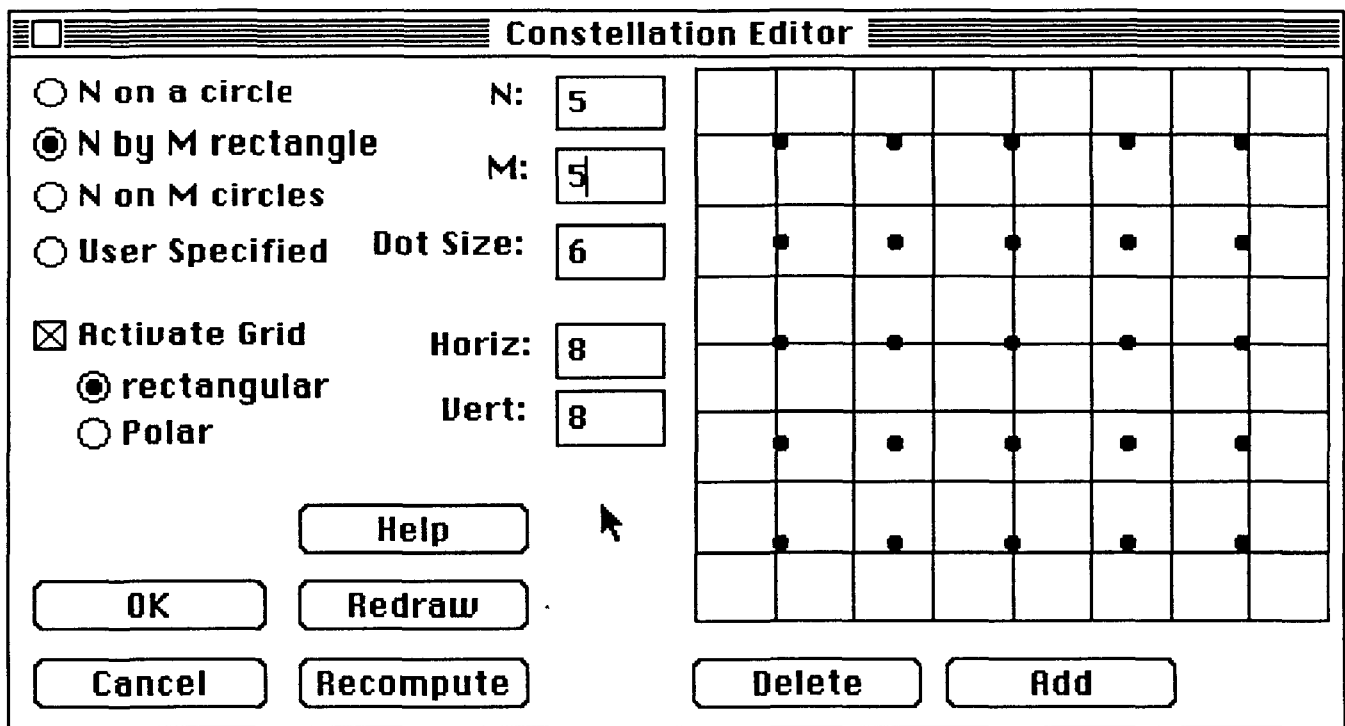 Constellation Editor
N on a circle
N: 5
N by M rectangle
M: 5
N on M circles
User Specified
Dot Size: 6
Activate Grid
Horiz: 8
rectangular
Vert: 8
Polar
Help
OK
Redraw
Cancel
Recompute
Delete
Add